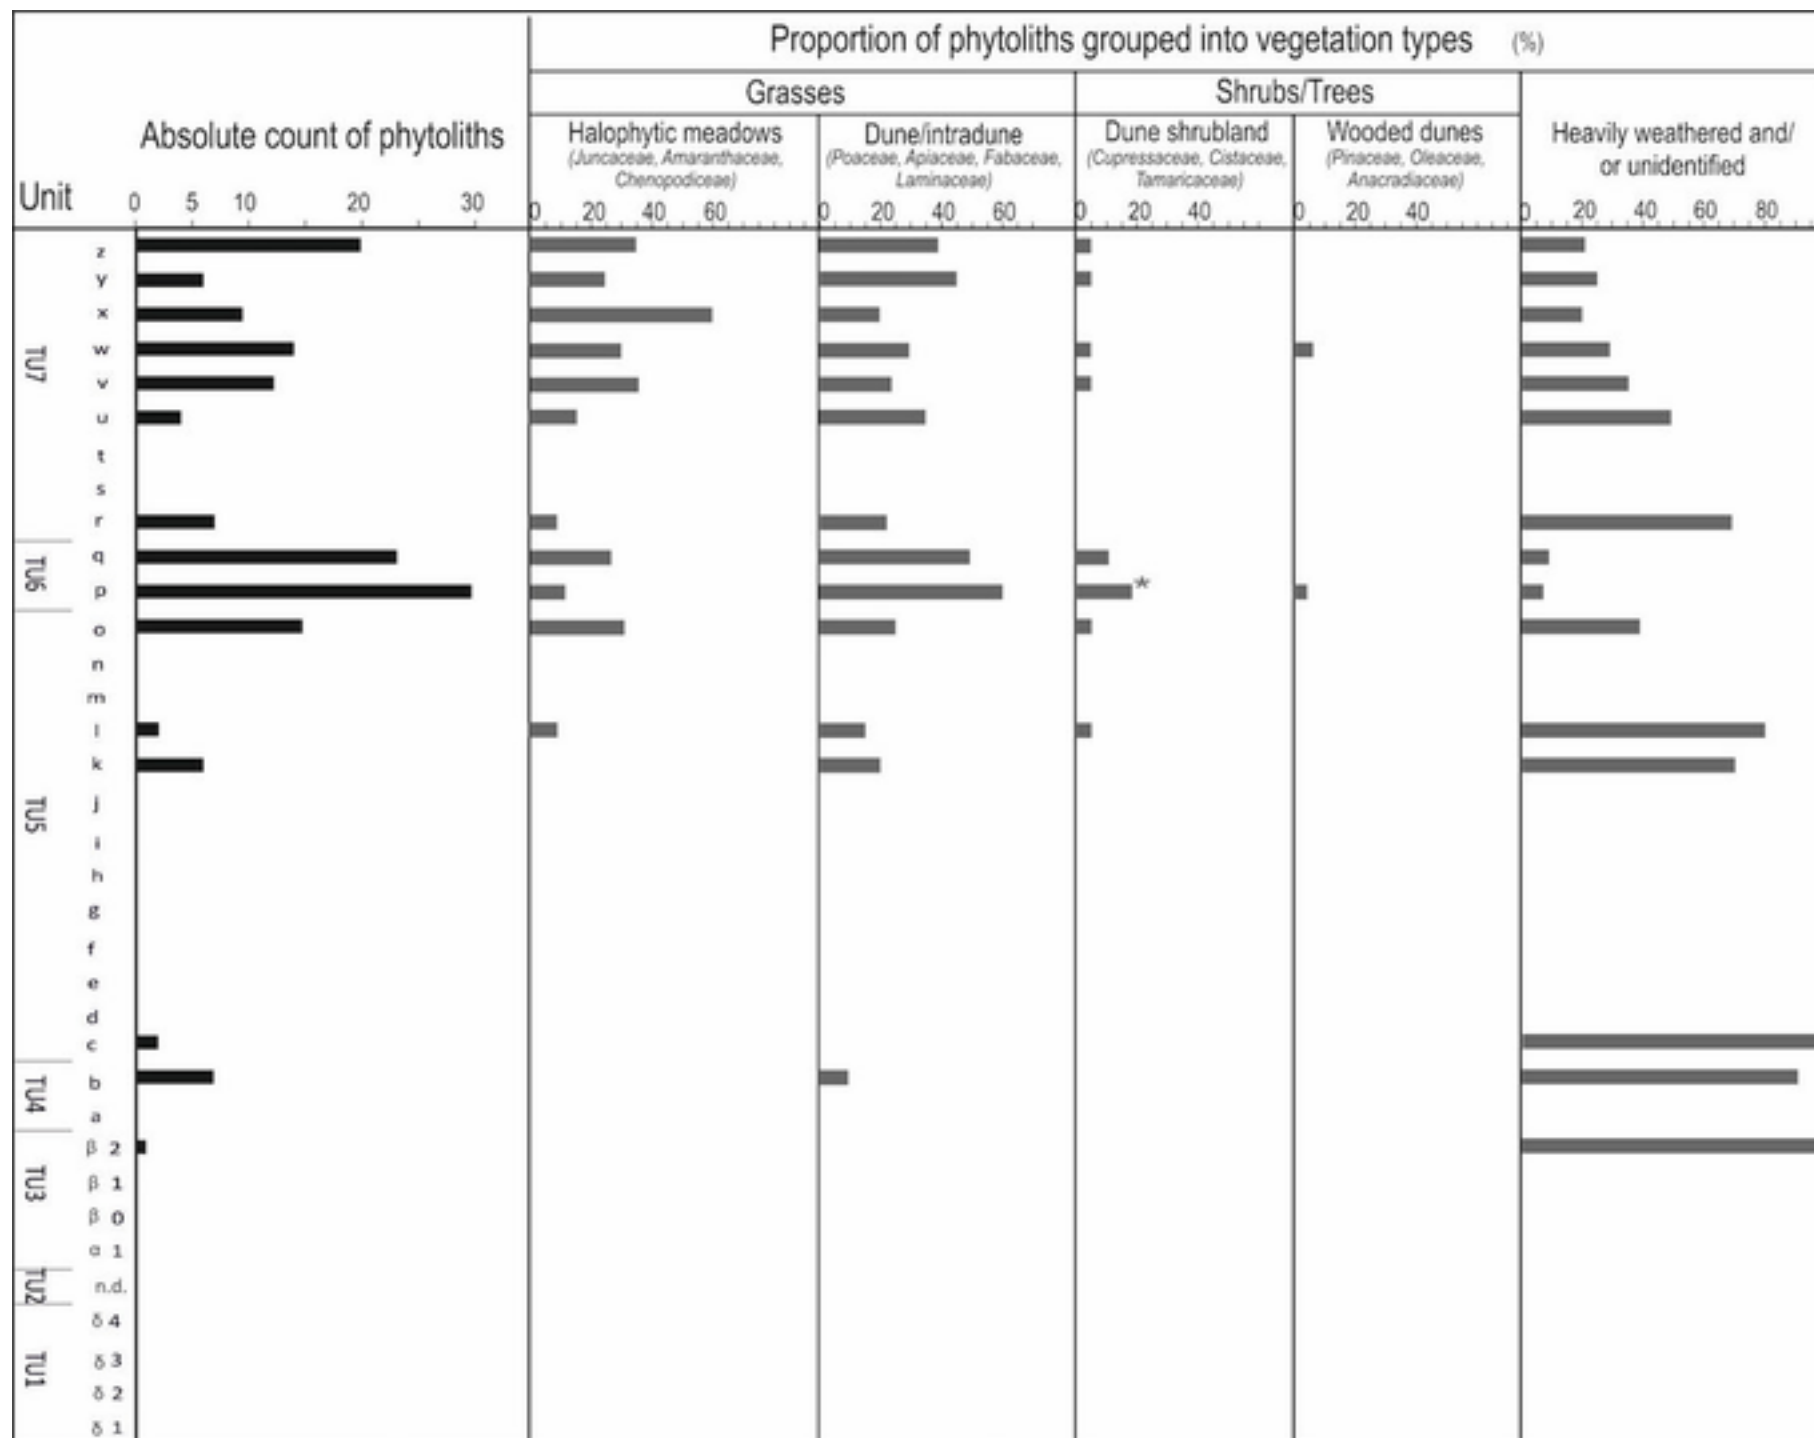 Proportion of phytoliths grouped into vegetation types (%)
Grasses
Shrubs/Trees
Absolute count of phytoliths
Halophytic meadows
(Juncaceae, Amaranthaceae,
Chenopodiceae)
Dune/intradune
(Poaceae, Apiaceae, Fabaceae,
Laminaceae)
Dune shrubland
(Cupressaceae, Cistaceae,
Tamaricaceae)
Wooded dunes
(Pinaceae, Oleaceae,
Anacradiaceae)
Heavily weathered and/
or unidentified
Unit
0 5 10 20 30
0 20 40 60
0 20 40 60
0 20 40
0 20 40
0 20 40 60 80
TU7
z
y
x
w
v
u
t
s
r
TU6
q
p
*
TU5
o
n
m
l
k
j
i
h
g
f
e
d
c
TU4
b
a
TU3
β 2
β 1
β 0
α 1
TU2
n.d.
TU1
δ 4
δ 3
δ 2
δ 1